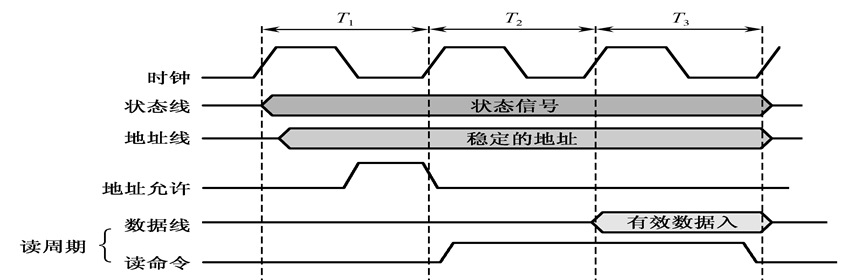 T₁ T₂ T₃
时钟
状态线 状态信号
地址线 稳定的地址
地址允许
数据线 有效数据入
读周期
读命令